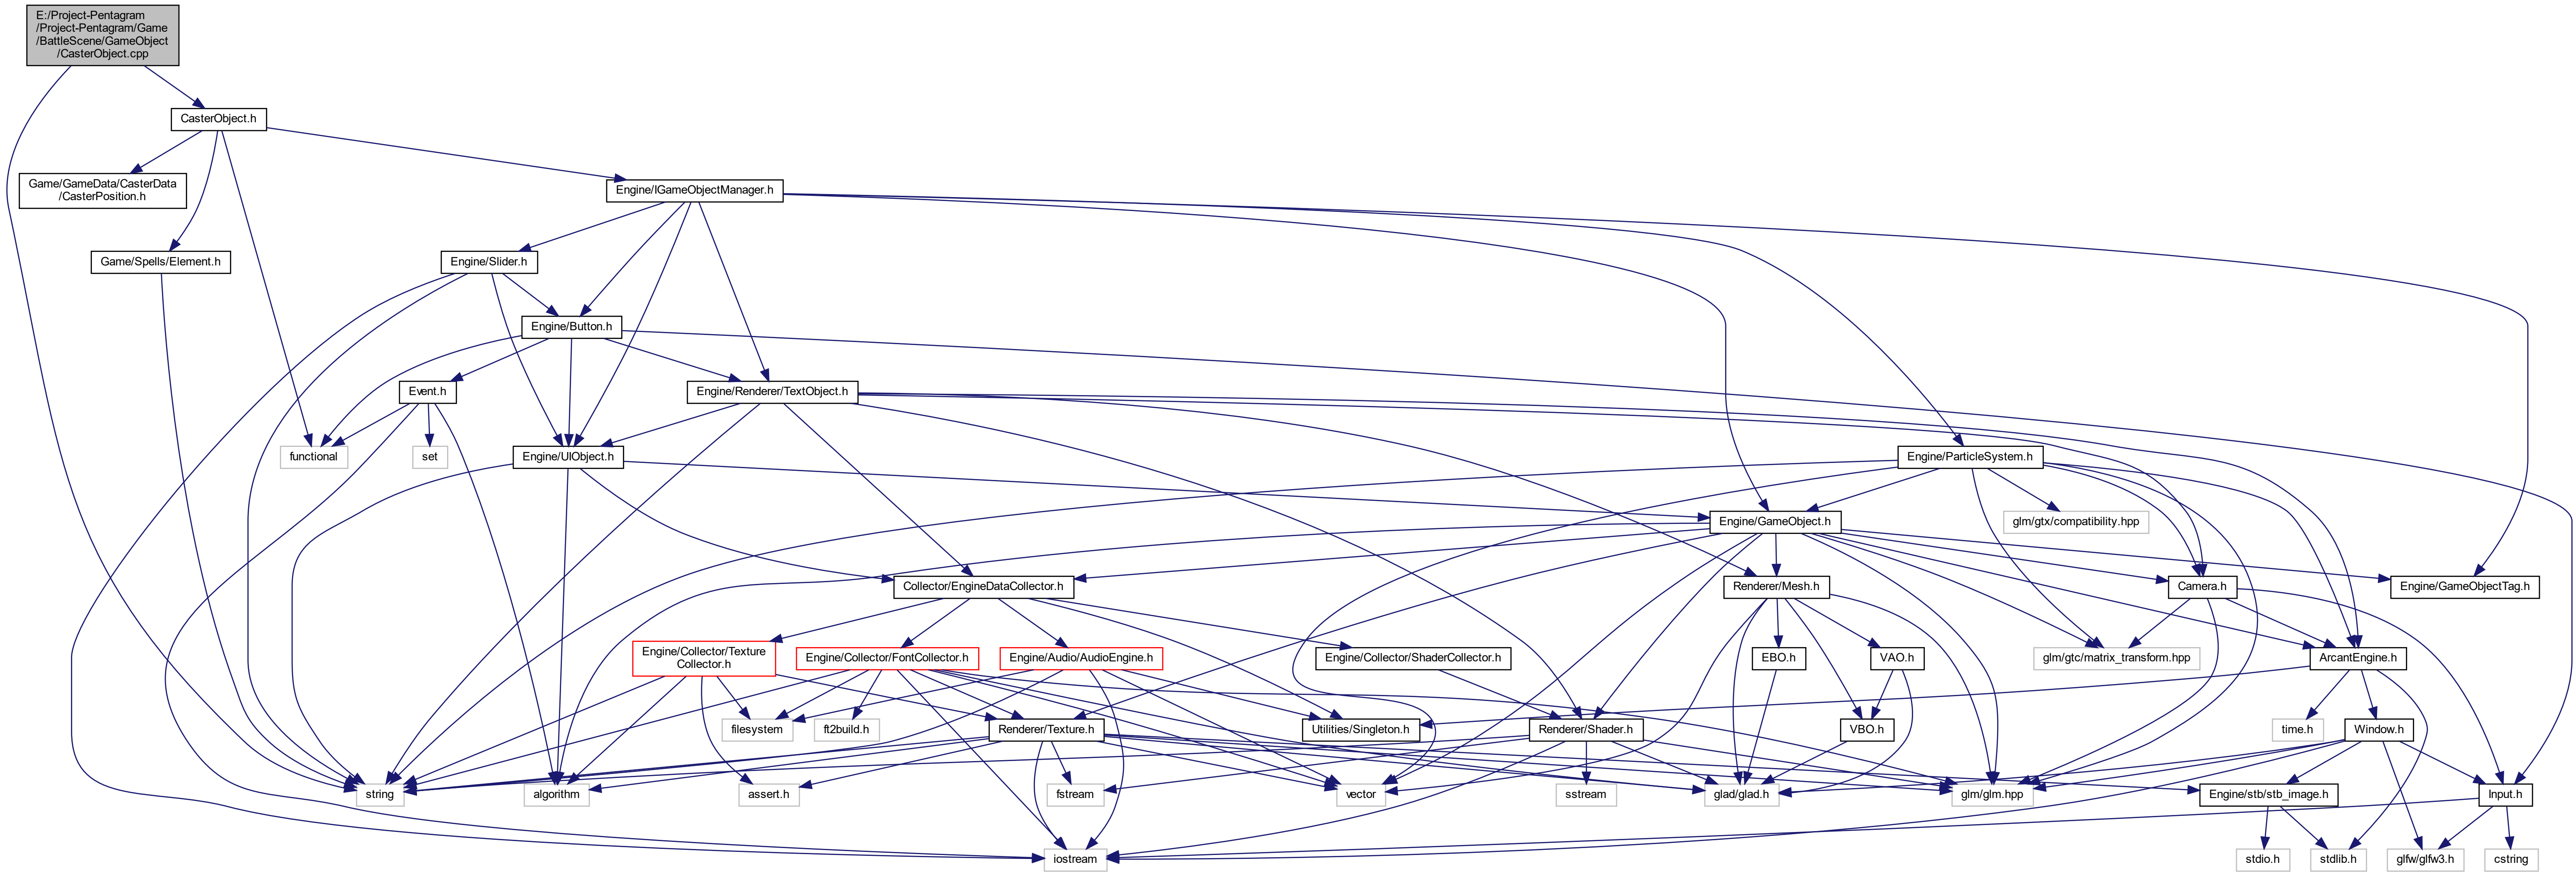 E:/Project-Pentagram
/Project-Pentagram/Game
/BattleScene/GameObject
/CasterObject.cpp
CasterObject.h
Game/GameData/CasterData
/CasterPosition.h
Engine/IGameObjectManager.h
Game/Spells/Element.h
Engine/Slider.h
Engine/Button.h
Event.h
Engine/Renderer/TextObject.h
functional
set
Engine/UIObject.h
Engine/ParticleSystem.h
Engine/GameObject.h
glm/gtx/compatibility.hpp
Collector/EngineDataCollector.h
Renderer/Mesh.h
Camera.h
Engine/GameObjectTag.h
Engine/Collector/Texture
Collector.h
Engine/Collector/FontCollector.h
Engine/Audio/AudioEngine.h
Engine/Collector/ShaderCollector.h
EBO.h
VAO.h
glm/gtc/matrix_transform.hpp
ArcantEngine.h
filesystem
ft2build.h
Renderer/Texture.h
Utilities/Singleton.h
Renderer/Shader.h
VBO.h
time.h
Window.h
string
algorithm
assert.h
fstream
vector
sstream
glad/glad.h
glm/glm.hpp
Engine/stb/stb_image.h
Input.h
iostream
stdio.h
stdlib.h
glfw/glfw3.h
cstring